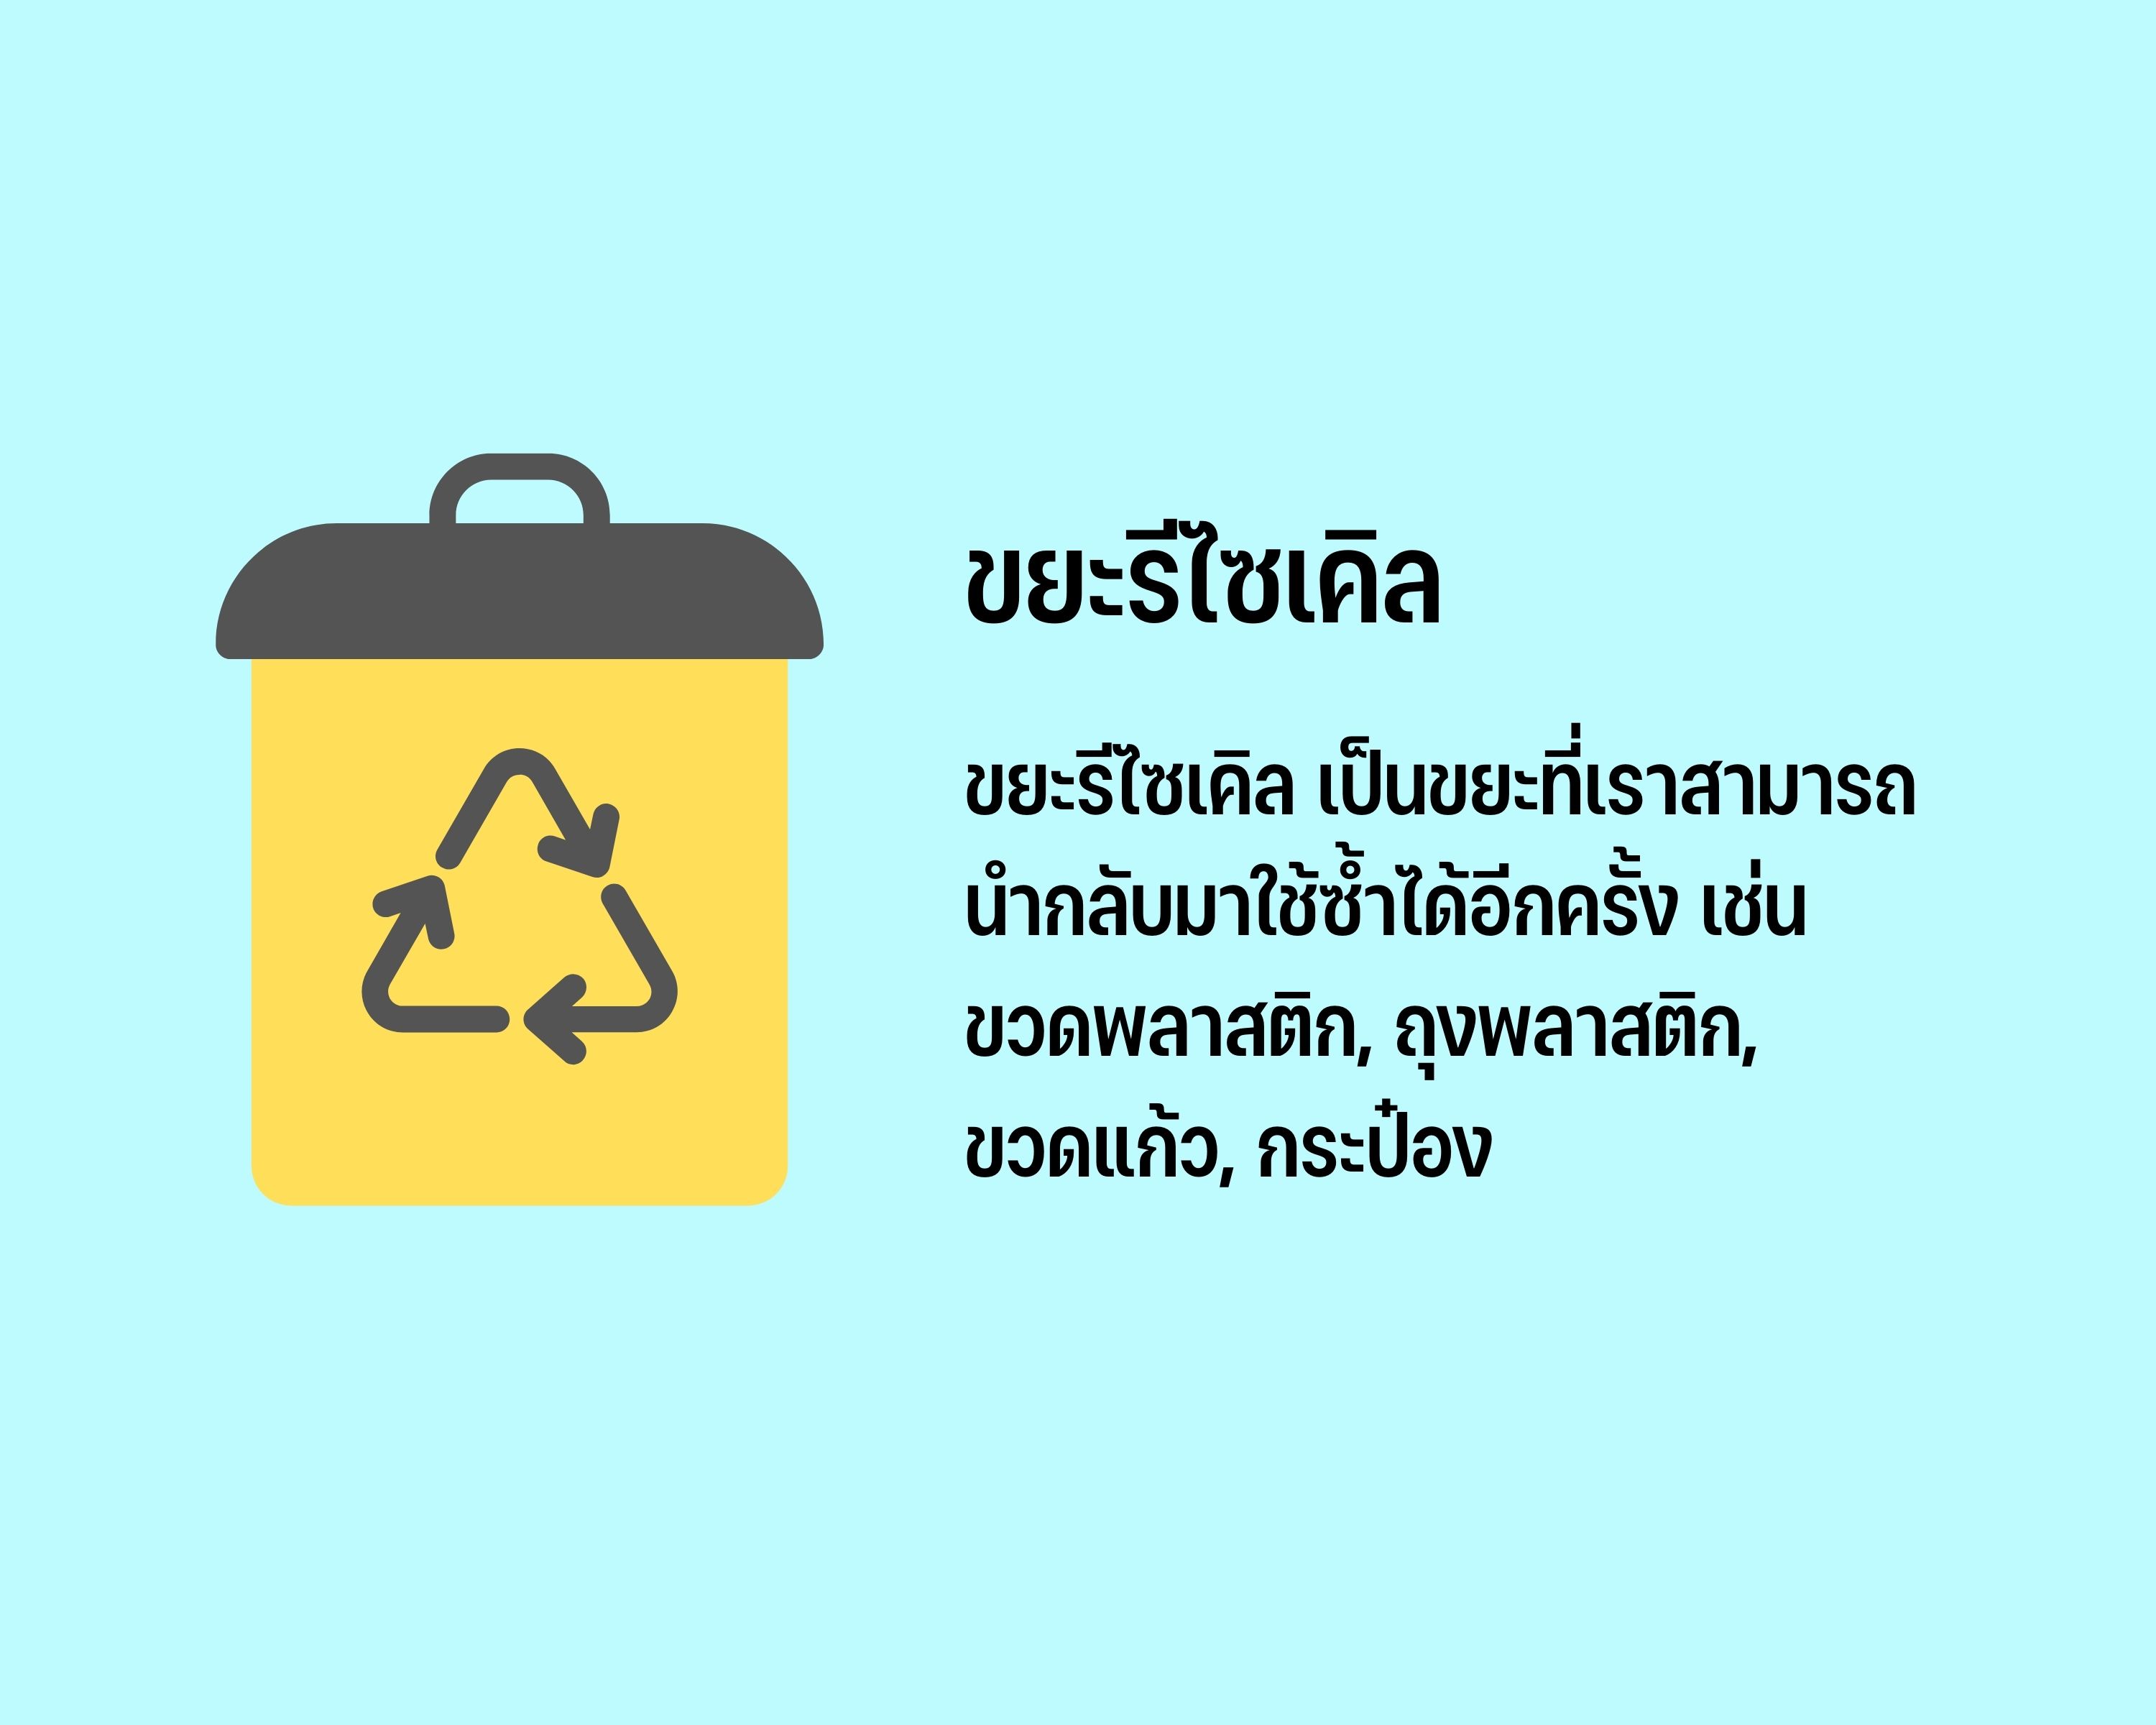 ขยะรีไซเคิล
ขยะรีไซเคิล เป็นขยะที่เราสามารถ
นำกลับมาใช้ซ้ำได้อีกครั้ง เช่น
ขวดพลาสติก, ถุงพลาสติก,
ขวดแก้ว, กระป๋อง